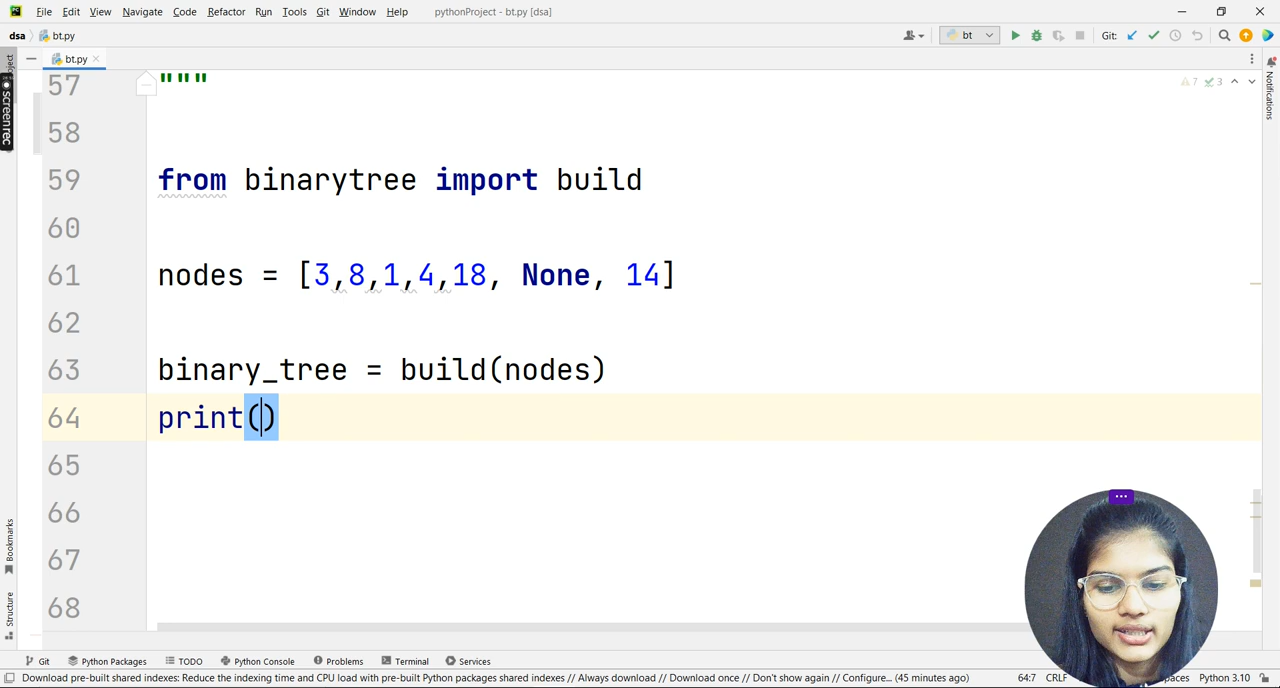 File Edit View Navigate Code Refactor Run Tools Git Window Help pythonProject - bt.py [dsa]
dsa bt.py bt Git:
bt.py
57 """
58
59 from binarytree import build
60
61 nodes = [3,8,1,4,18, None, 14]
62
63 binary_tree = build(nodes)
64 print()
65
66
67
68
7 3
screenrec
Notifications
Bookmarks
Structure
Git Python Packages TODO Python Console Problems Terminal Services
Download pre-built shared indexes: Reduce the indexing time and CPU load with pre-built Python packages shared indexes // Always download // Download once // Don't show again // Configure... (45 minutes ago) 64:7 CRLF Python 3.10